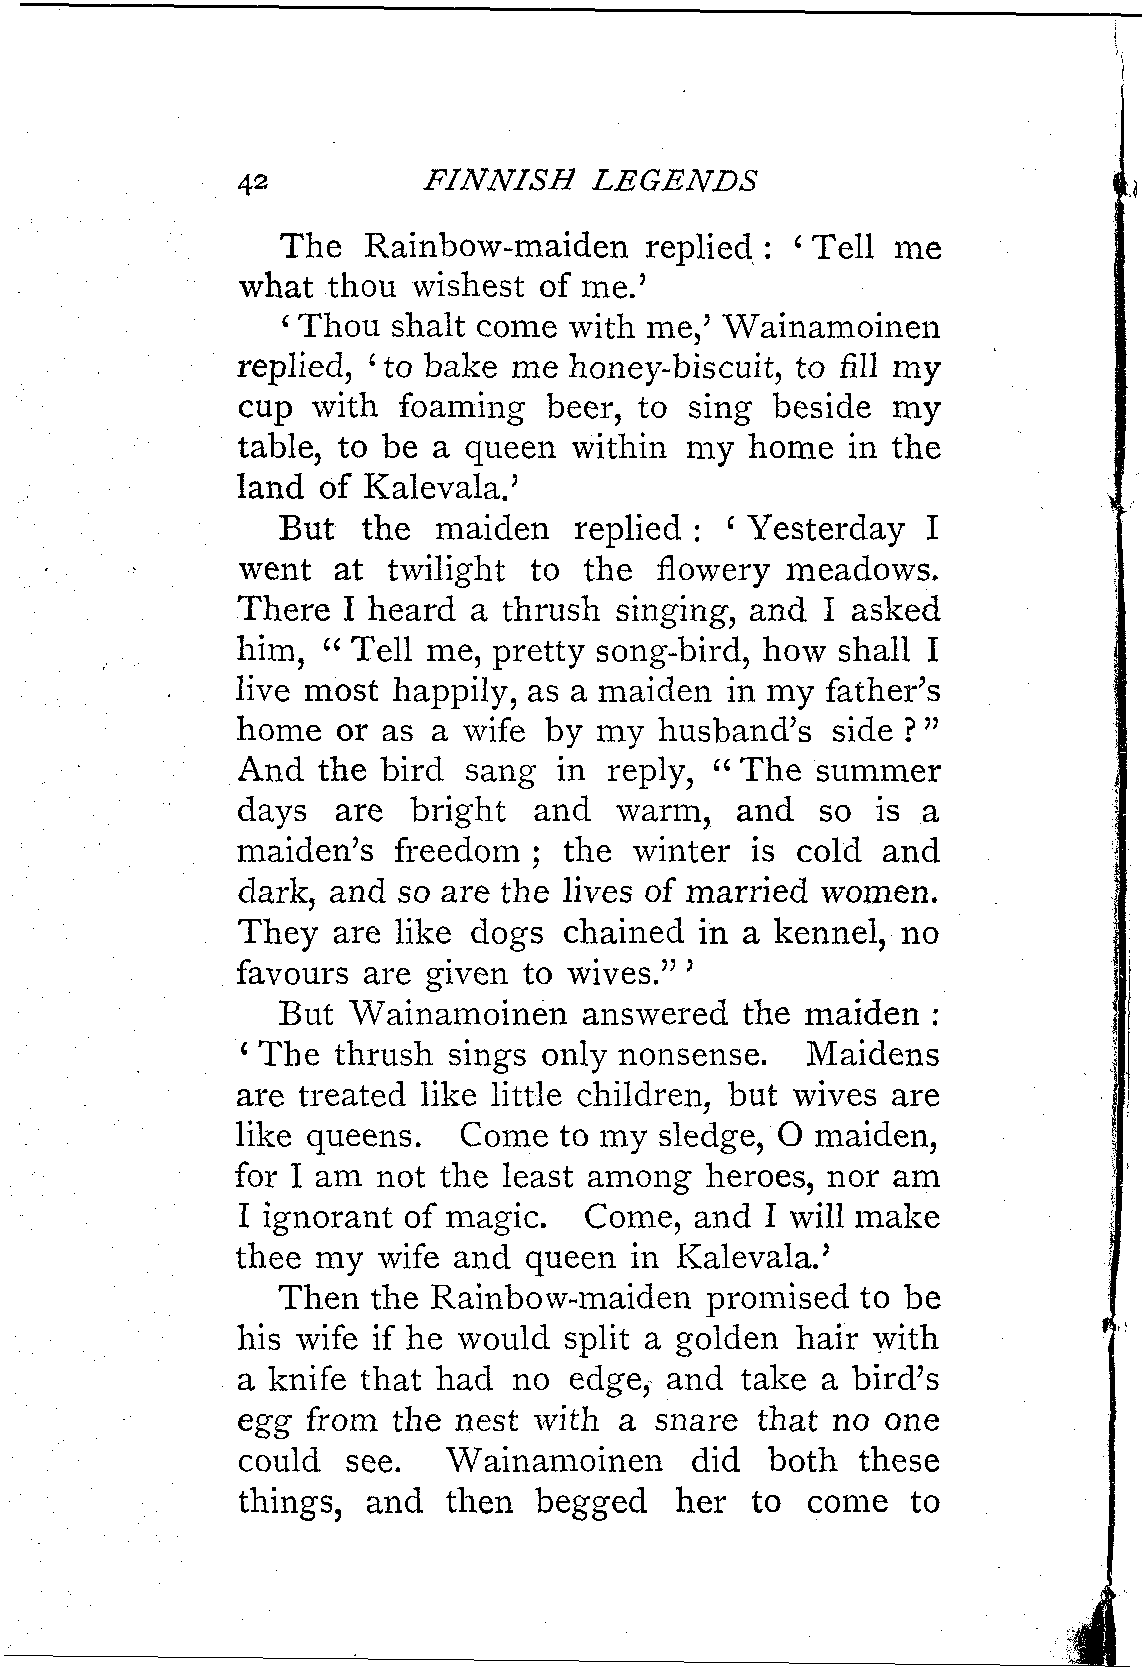 42 FINNISH LEGENDS
The Rainbow-maiden replied : ‘ Tell me
what thou wishest of me.’
‘ Thou shalt come with me,’ Wainamoinen
replied, ‘ to bake me honey-biscuit, to fill my
cup with foaming beer, to sing beside my
table, to be a queen within my home in the
land of Kalevala.’
But the maiden replied : ‘ Yesterday I
went at twilight to the flowery meadows.
There I heard a thrush singing, and I asked
him, “ Tell me, pretty song-bird, how shall I
live most happily, as a maiden in my father’s
home or as a wife by my husband’s side ? ”
And the bird sang in reply, “ The summer
days are bright and warm, and so is a
maiden’s freedom ; the winter is cold and
dark, and so are the lives of married women.
They are like dogs chained in a kennel, no
favours are given to wives.” ’
But Wainamoinen answered the maiden :
‘ The thrush sings only nonsense. Maidens
are treated like little children, but wives are
like queens. Come to my sledge, O maiden,
for I am not the least among heroes, nor am
I ignorant of magic. Come, and I will make
thee my wife and queen in Kalevala.’
Then the Rainbow-maiden promised to be
his wife if he would split a golden hair with
a knife that had no edge, and take a bird’s
egg from the nest with a snare that no one
could see. Wainamoinen did both these
things, and then begged her to come to